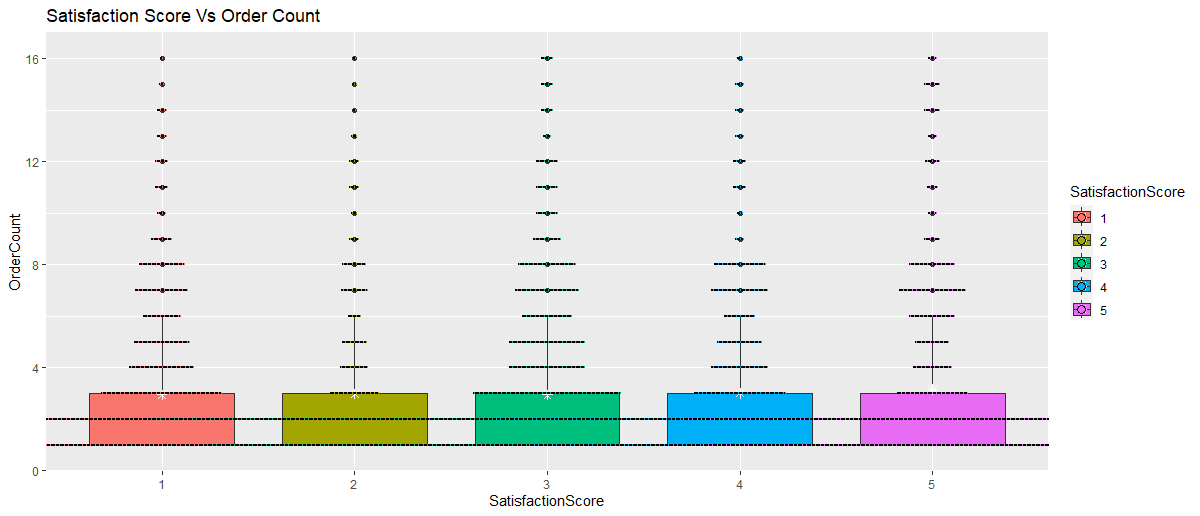 Satisfaction Score Vs Order Count
16
12
8
4
0
OrderCount
1 2 3 4 5
SatisfactionScore
SatisfactionScore
1
2
3
4
5